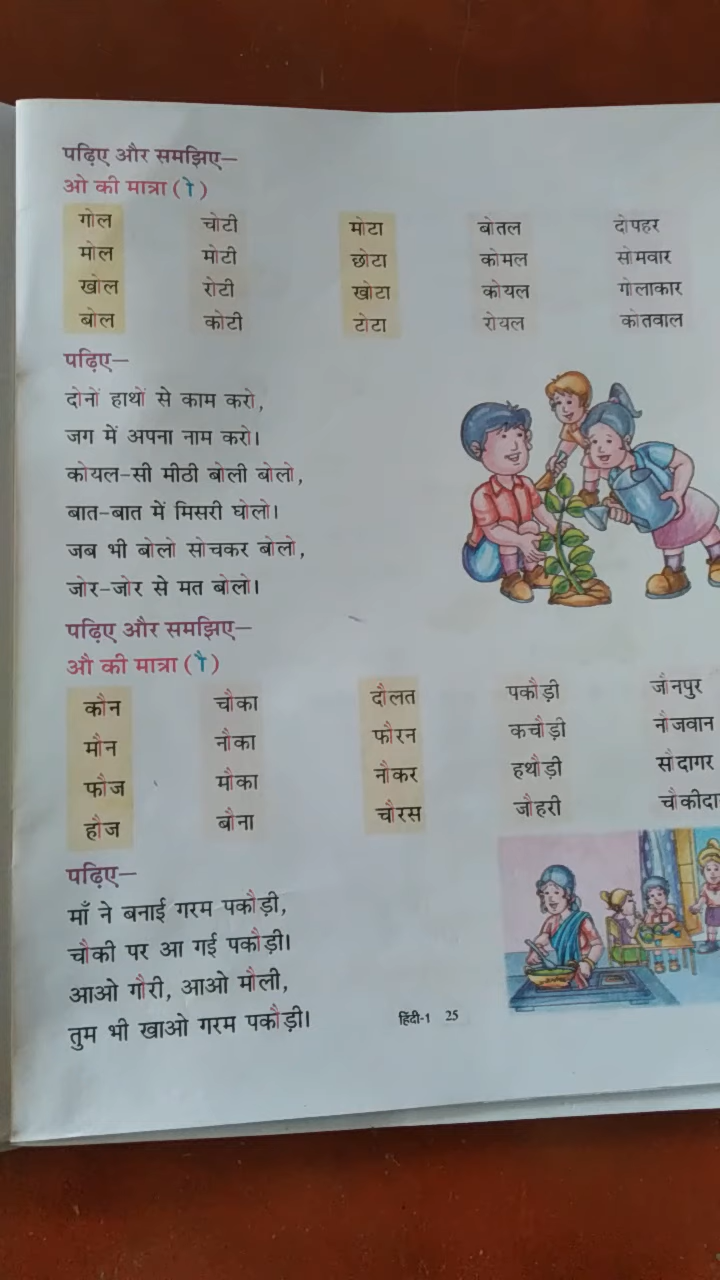 पढ़िए और समझिए—
ओ की मात्रा (ो)
गोल चोटी मोटा बोतल दोपहर
मोल मोटी छोटा कोमल सोमवार
खोल रोटी खोटा कोयल गोलाकार
बोल कोटी टोटा रोयल कोतवाल
पढ़िए—
दोनों हाथों से काम करो,
जग में अपना नाम करो।
कोयल-सी मीठी बोली बोलो,
बात-बात में मिसरी घोलो।
जब भी बोलो सोचकर बोलो,
जोर-जोर से मत बोलो।
पढ़िए और समझिए—
औ की मात्रा (ौ)
कौन चौका दौलत पकौड़ी जौनपुर
मौन नौका फौरन कचौड़ी नौजवान
फौज मौका नौकर हथौड़ी सौदागर
हौज बौना चौरस जौहरी
पढ़िए—
माँ ने बनाई गरम पकौड़ी,
चौकी पर आ गई पकौड़ी।
आओ गौरी, आओ मौली,
तुम भी खाओ गरम पकौड़ी।
हिंदी-1 25